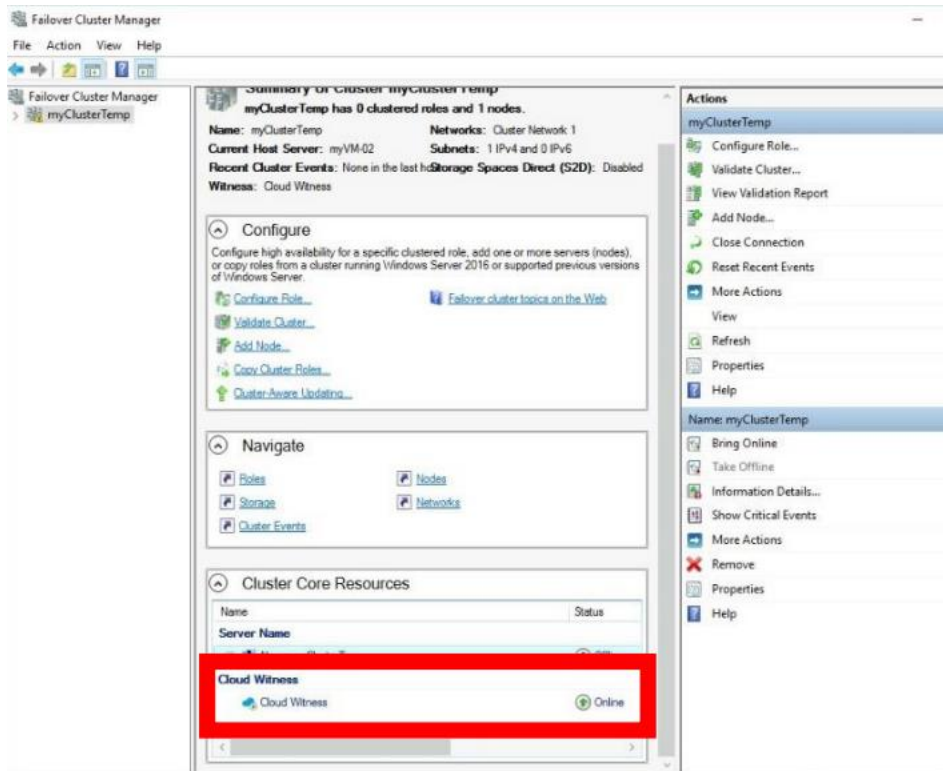 Failover Cluster Manager
File Action View Help
Failover Cluster Manager
myClusterTemp
Summary of Cluster myClusterTemp
myClusterTemp has 0 clustered roles and 1 nodes.
Name: myClusterTemp Networks: Cluster Network 1
Current Host Server: myVM-02 Subnets: 1 IPv4 and 0 IPv6
Recent Cluster Events: None in the last ho Storage Spaces Direct (S2D): Disabled
Witness: Cloud Witness
Configure
Configure high availability for a specific clustered role, add one or more servers (nodes),
or copy roles from a cluster running Windows Server 2016 or supported previous versions
of Windows Server.
Configure Role... Failover cluster topics on the Web
Validate Cluster...
Add Node...
Copy Cluster Roles...
Cluster-Aware Updating...
Navigate
Roles Nodes
Storage Networks
Cluster Events
Cluster Core Resources
Name Status
Server Name
Cloud Witness
Cloud Witness Online
Actions
myClusterTemp
Configure Role...
Validate Cluster...
View Validation Report
Add Node...
Close Connection
Reset Recent Events
More Actions
View
Refresh
Properties
Help
Name: myClusterTemp
Bring Online
Take Offline
Information Details...
Show Critical Events
More Actions
Remove
Properties
Help